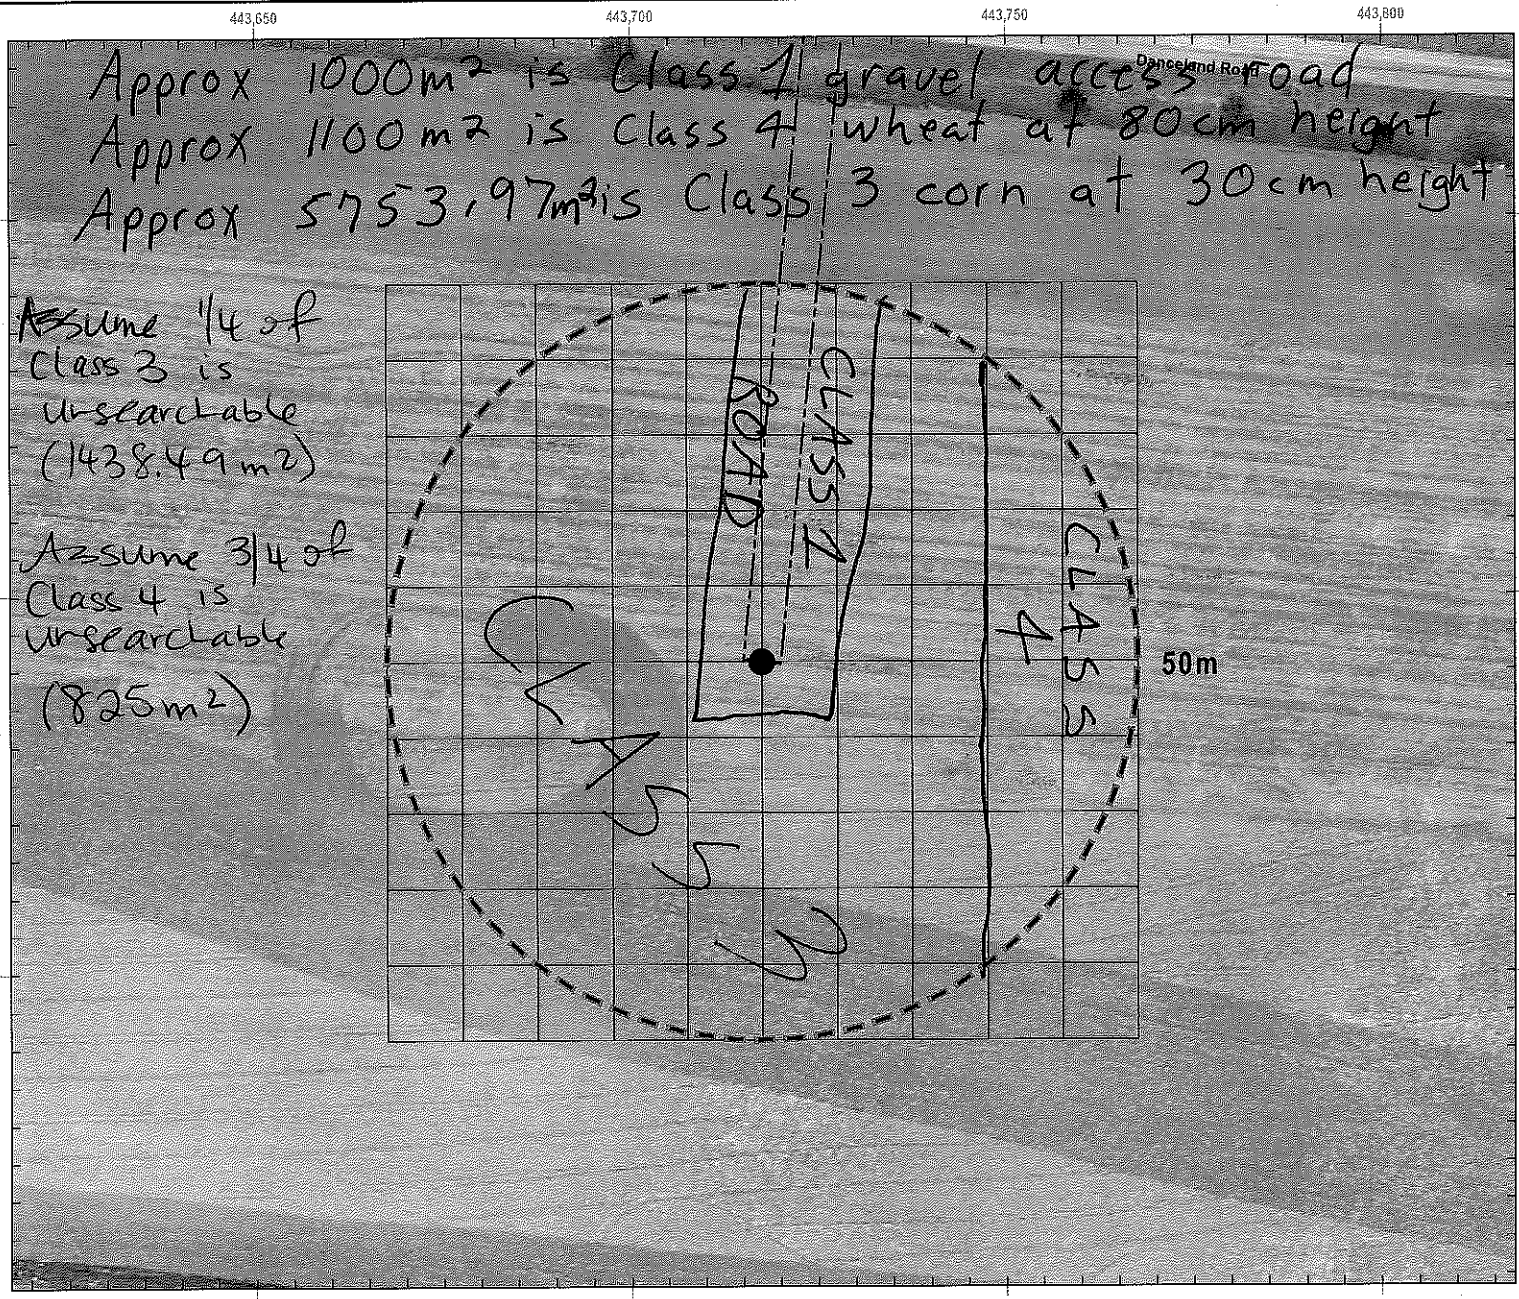 443,650 443,700 443,750 443,800
Approx 1000m2 is Class 1 gravel access road
Danceland Road
Approx 1100m2 is Class 4 wheat at 80cm height
Approx 5753.97m2 is Class 3 corn at 30cm height
Assume 1/4 of
Class 3 is
unsearchable
(1438.49m2)
Assume 3/4 of
Class 4 is
unsearchable
(825m2)
CLASS 1
ROAD
CLASS
4
50m
CLASS 3